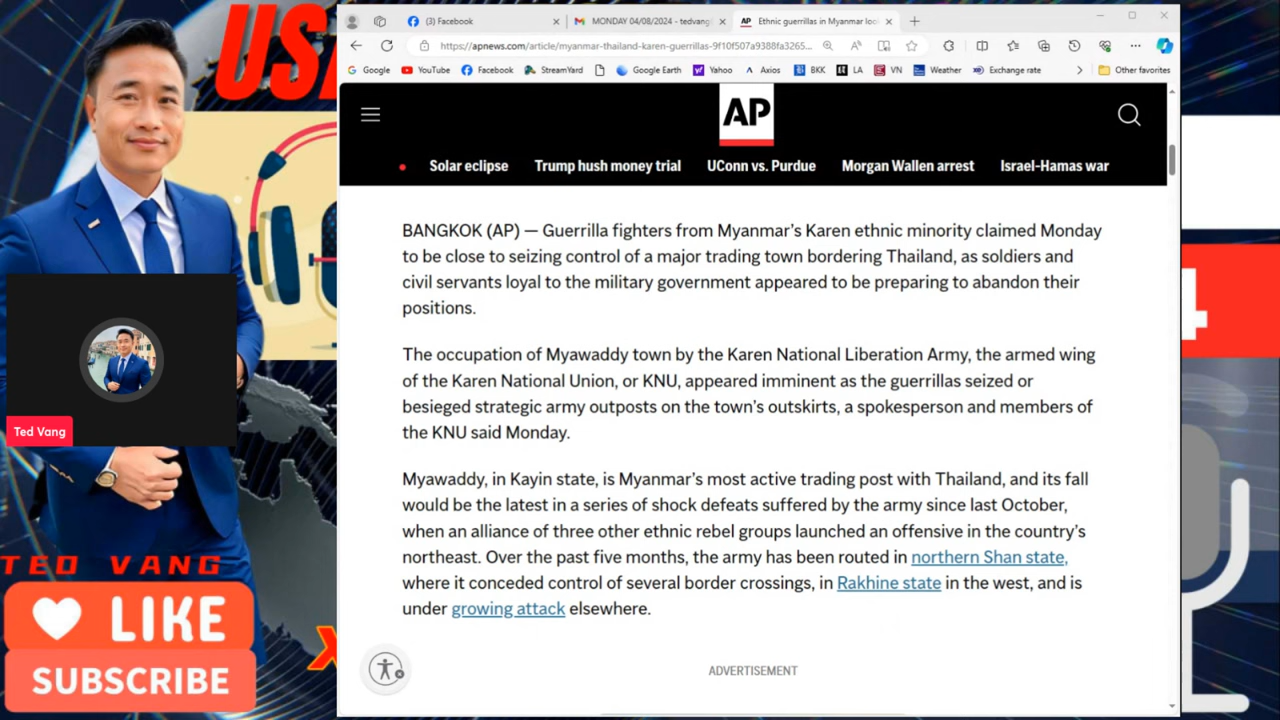 US
(3) Facebook
MONDAY 04/08/2024 - tedvang
AP Ethnic guerrillas in Myanmar loo
https://apnews.com/article/myanmar-thailand-karen-guerrillas-9f10f507a9388fa3265...
Google YouTube Facebook StreamYard Google Earth Yahoo Axios BKK LA VN Weather Exchange rate Other favorites
AP
Solar eclipse Trump hush money trial UConn vs. Purdue Morgan Wallen arrest Israel-Hamas war
BANGKOK (AP) — Guerrilla fighters from Myanmar’s Karen ethnic minority claimed Monday
to be close to seizing control of a major trading town bordering Thailand, as soldiers and
civil servants loyal to the military government appeared to be preparing to abandon their
positions.
The occupation of Myawaddy town by the Karen National Liberation Army, the armed wing
of the Karen National Union, or KNU, appeared imminent as the guerrillas seized or
besieged strategic army outposts on the town’s outskirts, a spokesperson and members of
the KNU said Monday.
Myawaddy, in Kayin state, is Myanmar’s most active trading post with Thailand, and its fall
would be the latest in a series of shock defeats suffered by the army since last October,
when an alliance of three other ethnic rebel groups launched an offensive in the country’s
northeast. Over the past five months, the army has been routed in northern Shan state,
where it conceded control of several border crossings, in Rakhine state in the west, and is
under growing attack elsewhere.
ADVERTISEMENT
Ted Vang
TED VANG
LIKE
SUBSCRIBE
X